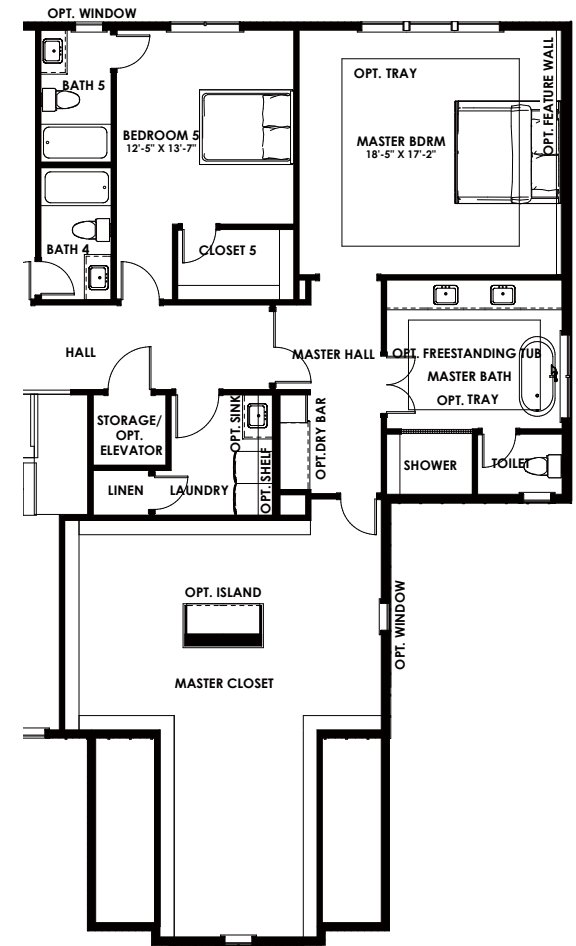 OPT. WINDOW
OPT. TRAY
OPT. FEATURE WALL
BATH 5
BEDROOM 5
12'-5" X 13'-7"
MASTER BDRM
18'-5" X 17'-2"
BATH 4
CLOSET 5
HALL
MASTER HALL
OPT. FREESTANDING TUB
MASTER BATH
OPT. TRAY
STORAGE/
OPT.
ELEVATOR
OPT. SINK
OPT.DRY BAR
SHOWER
TOILET
LINEN
LAUNDRY
OPT. SHELF
OPT. ISLAND
OPT. WINDOW
MASTER CLOSET